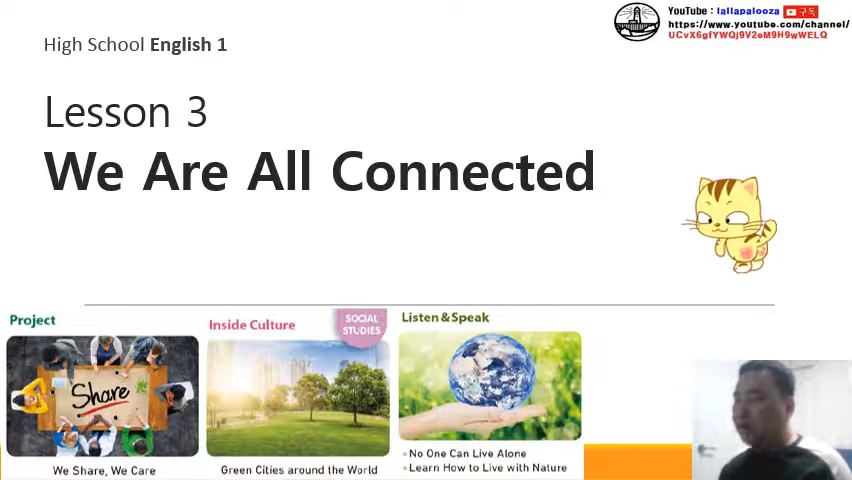 YouTube : lallapalooza 구독
https://www.youtube.com/channel/
UCvX6gfYWQj9V2eM9H9wWELQ
High School English 1
Lesson 3
We Are All Connected
Project
Share
We Share, We Care
Inside Culture
SOCIAL
STUDIES
Green Cities around the World
Listen & Speak
• No One Can Live Alone
• Learn How to Live with Nature